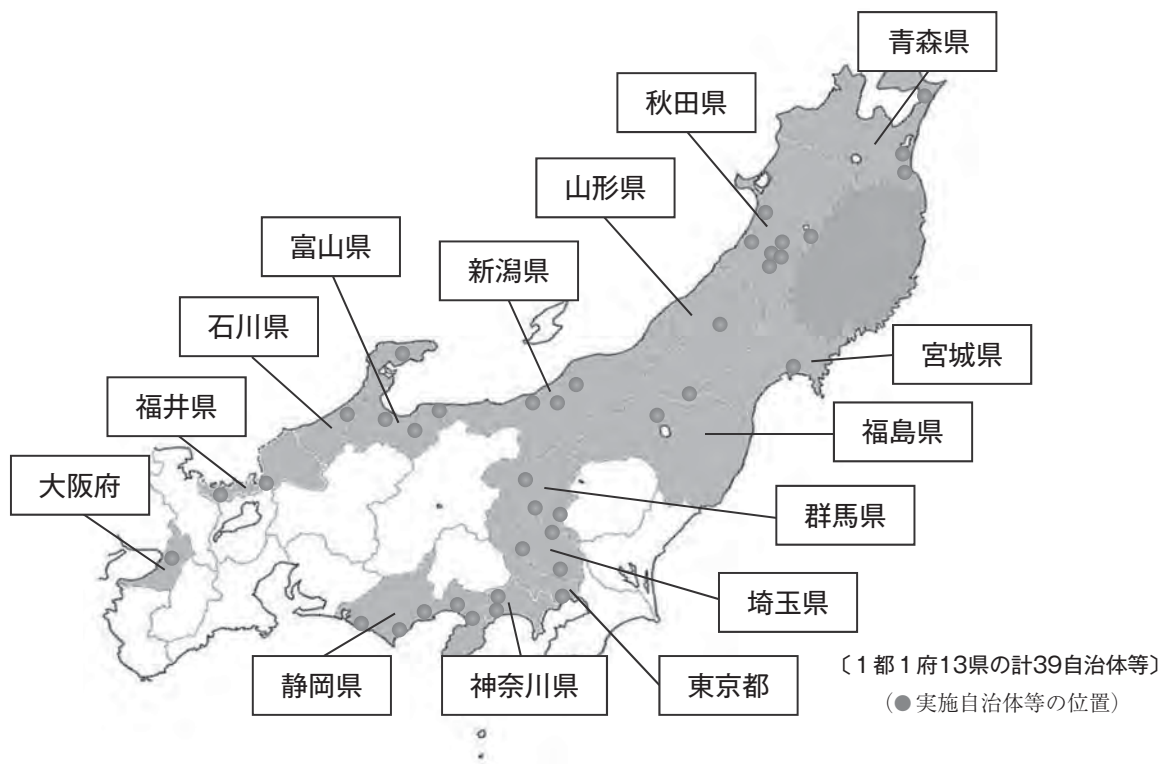 青森県
秋田県
山形県
富山県
新潟県
石川県
宮城県
福井県
福島県
大阪府
群馬県
埼玉県
静岡県
神奈川県
東京都
〔1都1府13県の計39自治体等〕
(●実施自治体等の位置)